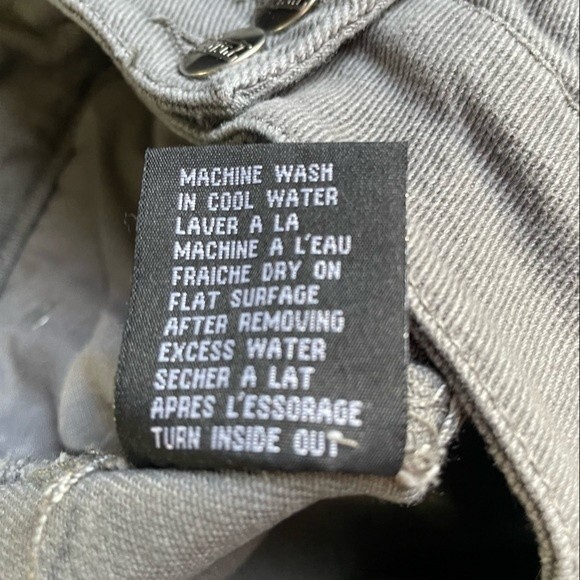 MACHINE WASH
IN COOL WATER
LAVER A LA
MACHINE A L'EAU
FRAICHE DRY ON
FLAT SURFACE
AFTER REMOVING
EXCESS WATER
SECHER A LAT
APRES L'ESSORAGE
TURN INSIDE OUT